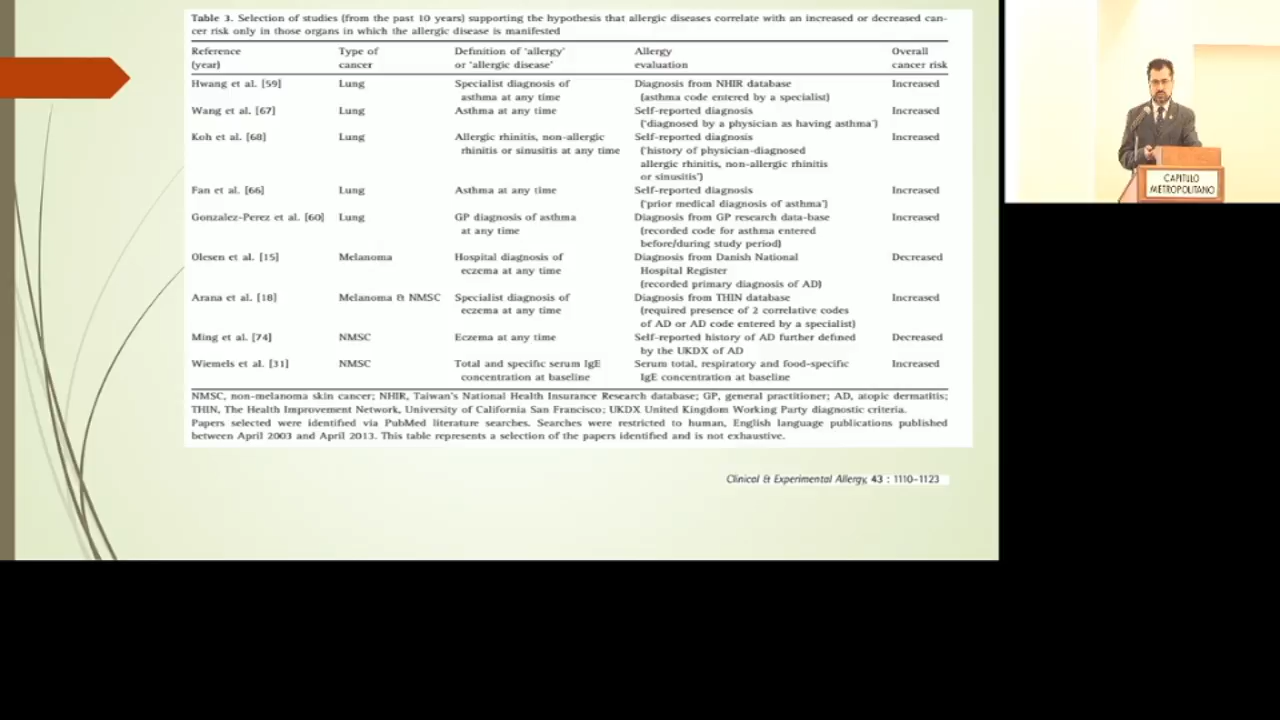 Table 3. Selection of studies (from the past 10 years) supporting the hypothesis that allergic diseases correlate with an increased or decreased can-
cer risk only in those organs in which the allergic disease is manifested
Reference Type of Definition of 'allergy' Allergy Overall
(year) cancer or 'allergic disease' evaluation cancer risk
Hwang et al. [59] Lung Specialist diagnosis of Diagnosis from NHIR database Increased
asthma at any time (asthma code entered by a specialist)
Wang et al. [67] Lung Asthma at any time Self-reported diagnosis Increased
('diagnosed by a physician as having asthma')
Koh et al. [68] Lung Allergic rhinitis, non-allergic Self-reported diagnosis Increased
rhinitis or sinusitis at any time ('history of physician-diagnosed
allergic rhinitis, non-allergic rhinitis
or sinusitis')
Fan et al. [66] Lung Asthma at any time Self-reported diagnosis Increased
('prior medical diagnosis of asthma')
Gonzalez-Perez et al. [60] Lung GP diagnosis of asthma Diagnosis from GP research data-base Increased
at any time (recorded code for asthma entered
before/during study period)
Olesen et al. [15] Melanoma Hospital diagnosis of Diagnosis from Danish National Decreased
eczema at any time Hospital Register
(recorded primary diagnosis of AD)
Arana et al. [18] Melanoma & NMSC Specialist diagnosis of Diagnosis from THIN database Increased
eczema at any time (required presence of 2 correlative codes
of AD or AD code entered by a specialist)
Ming et al. [74] NMSC Eczema at any time Self-reported history of AD further defined Decreased
by the UKDX of AD
Wiemels et al. [31] NMSC Total and specific serum IgE Serum total, respiratory and food-specific Increased
concentration at baseline IgE concentration at baseline
NMSC, non-melanoma skin cancer; NHIR, Taiwan's National Health Insurance Research database; GP, general practitioner; AD, atopic dermatitis;
THIN, The Health Improvement Network, University of California San Francisco; UKDX United Kingdom Working Party diagnostic criteria.
Papers selected were identified via PubMed literature searches. Searches were restricted to human, English language publications published
between April 2003 and April 2013. This table represents a selection of the papers identified and is not exhaustive.
Clinical & Experimental Allergy, 43 : 1110–1123
CAPITULO
METROPOLITANO